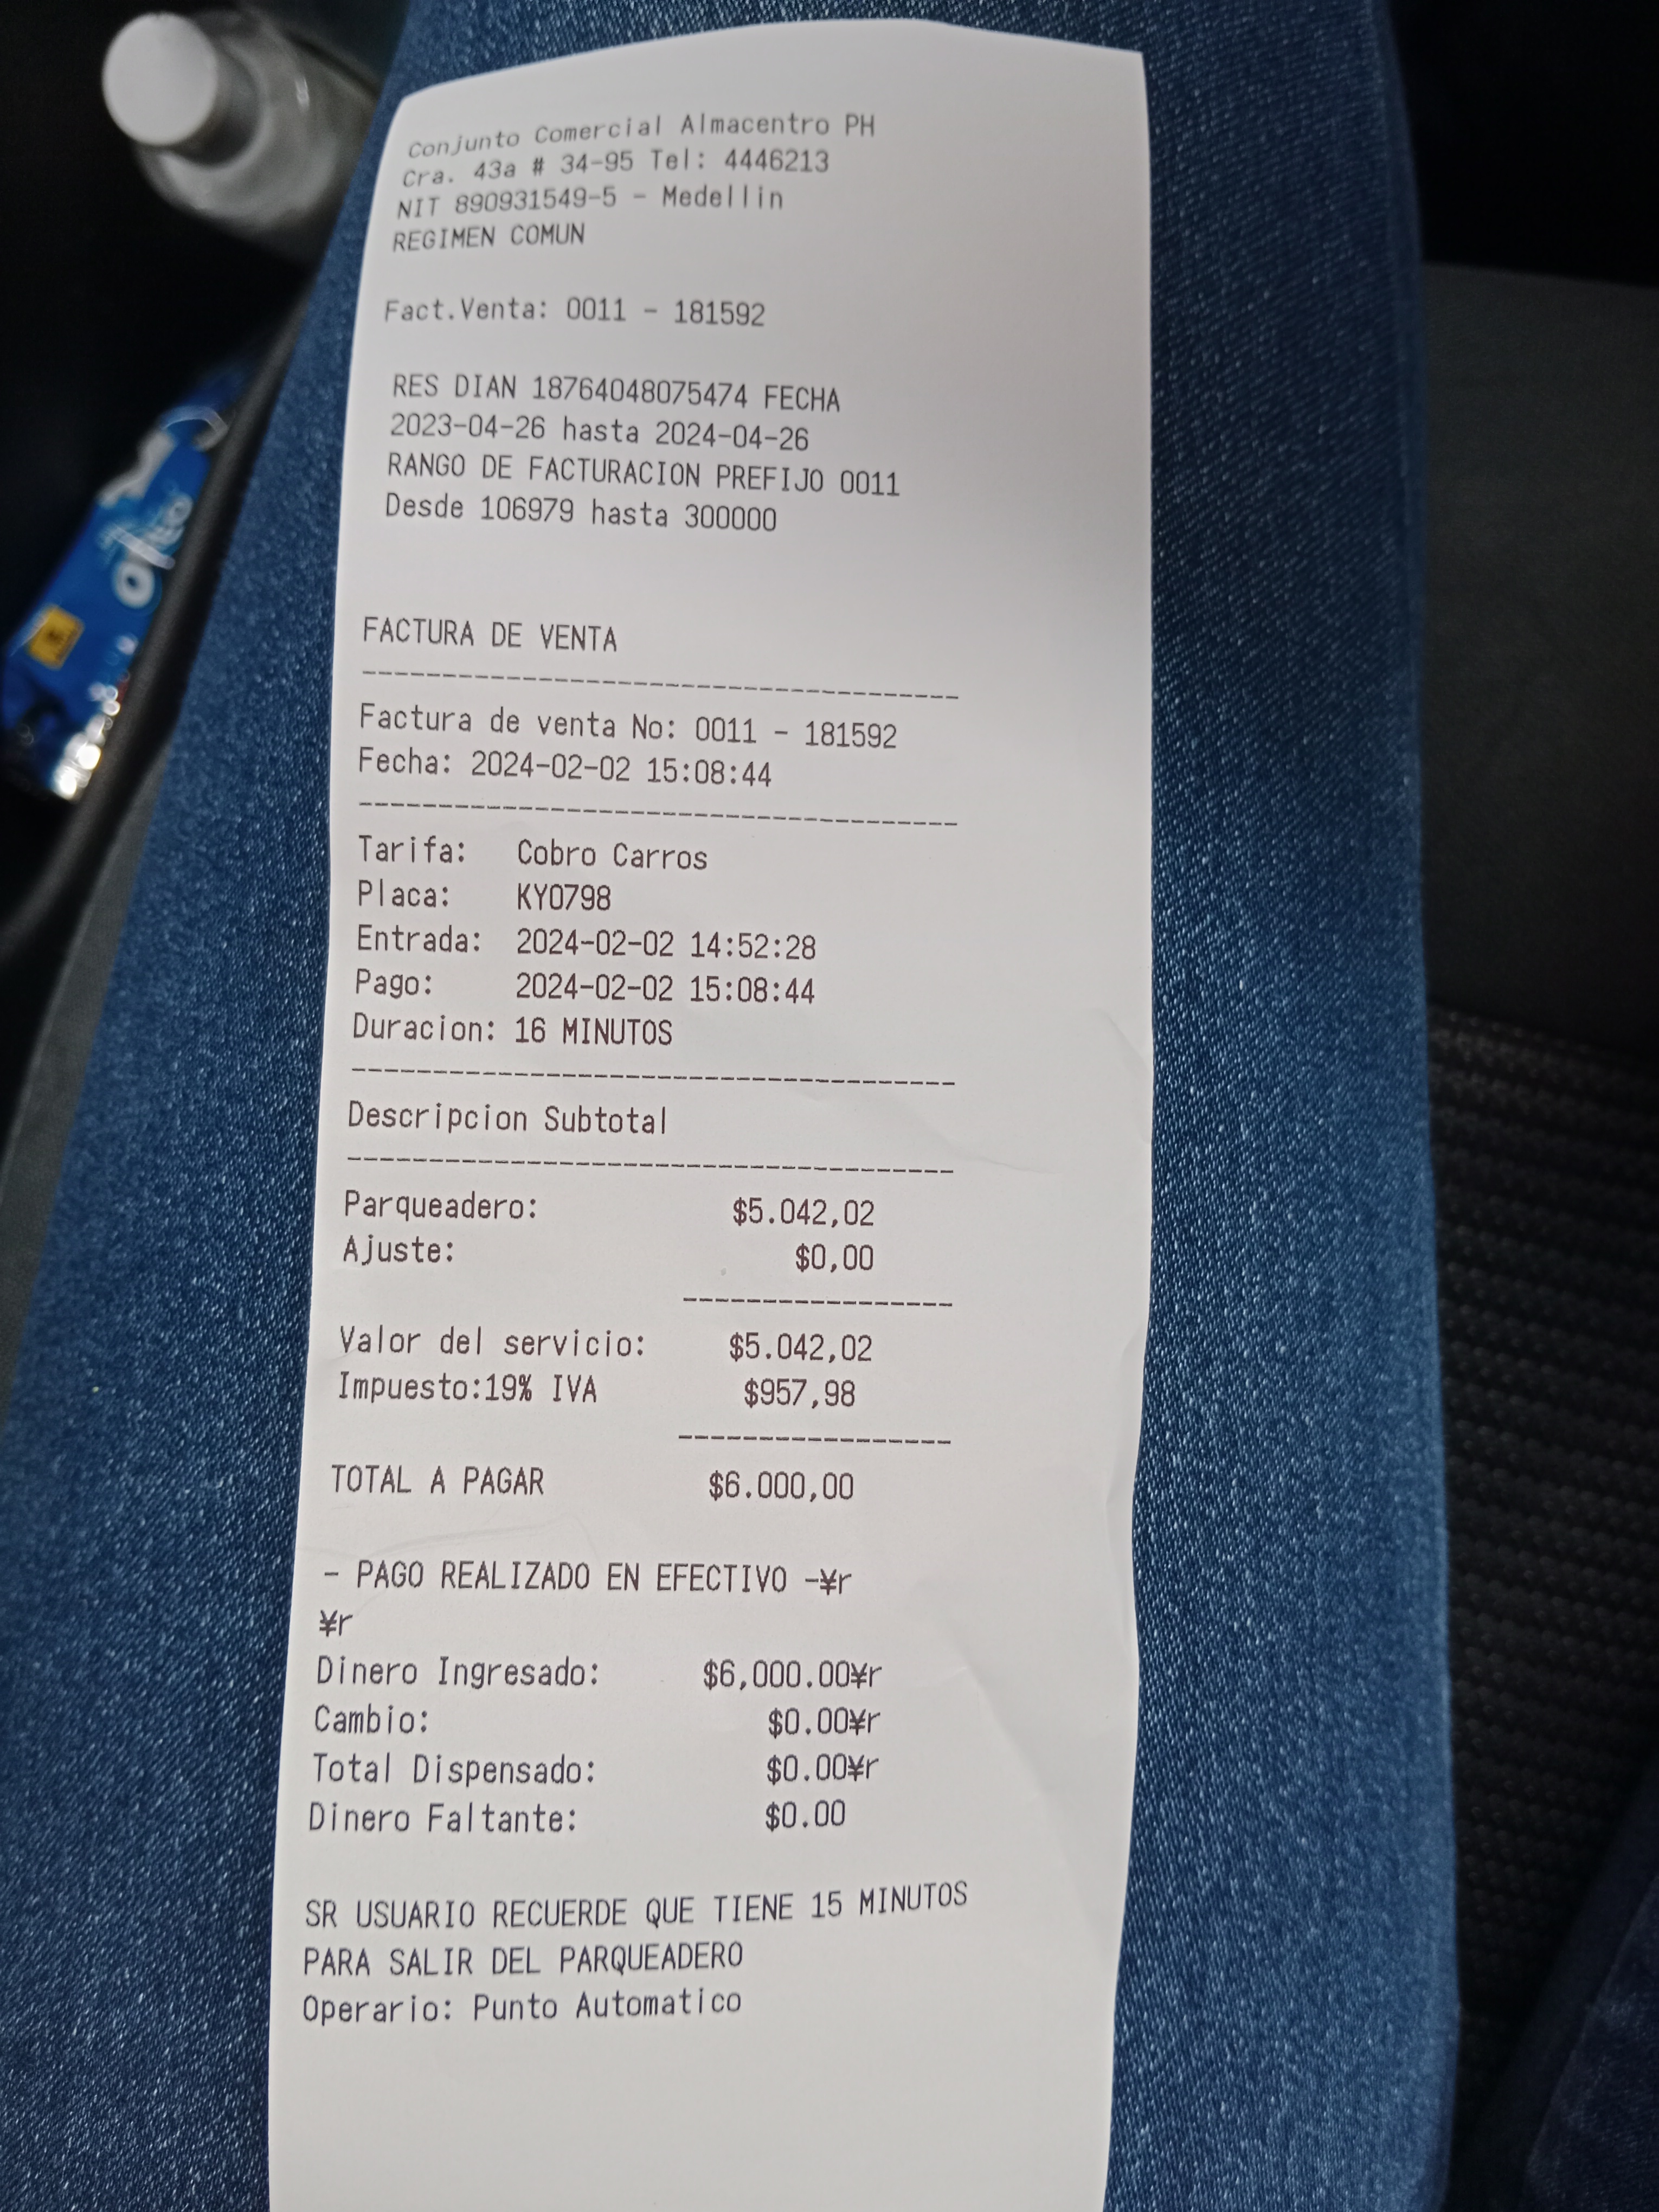 Conjunto Comercial Almacentro PH
Cra. 43a # 34-95 Tel: 4446213
NIT 890931549-5 - Medellin
REGIMEN COMUN
Fact.Venta: 0011 - 181592
RES DIAN 18764048075474 FECHA
2023-04-26 hasta 2024-04-26
RANGO DE FACTURACION PREFIJO 0011
Desde 106979 hasta 300000
FACTURA DE VENTA
------------------------------------
Factura de venta No: 0011 - 181592
Fecha: 2024-02-02 15:08:44
------------------------------------
Tarifa: Cobro Carros
Placa: KYO798
Entrada: 2024-02-02 14:52:28
Pago: 2024-02-02 15:08:44
Duracion: 16 MINUTOS
------------------------------------
Descripcion Subtotal
------------------------------------
Parqueadero: $5.042,02
Ajuste: $0,00
----------------
Valor del servicio: $5.042,02
Impuesto:19% IVA $957,98
----------------
TOTAL A PAGAR $6.000,00
- PAGO REALIZADO EN EFECTIVO -¥r
¥r
Dinero Ingresado: $6,000.00¥r
Cambio: $0.00¥r
Total Dispensado: $0.00¥r
Dinero Faltante: $0.00
SR USUARIO RECUERDE QUE TIENE 15 MINUTOS
PARA SALIR DEL PARQUEADERO
Operario: Punto Automatico